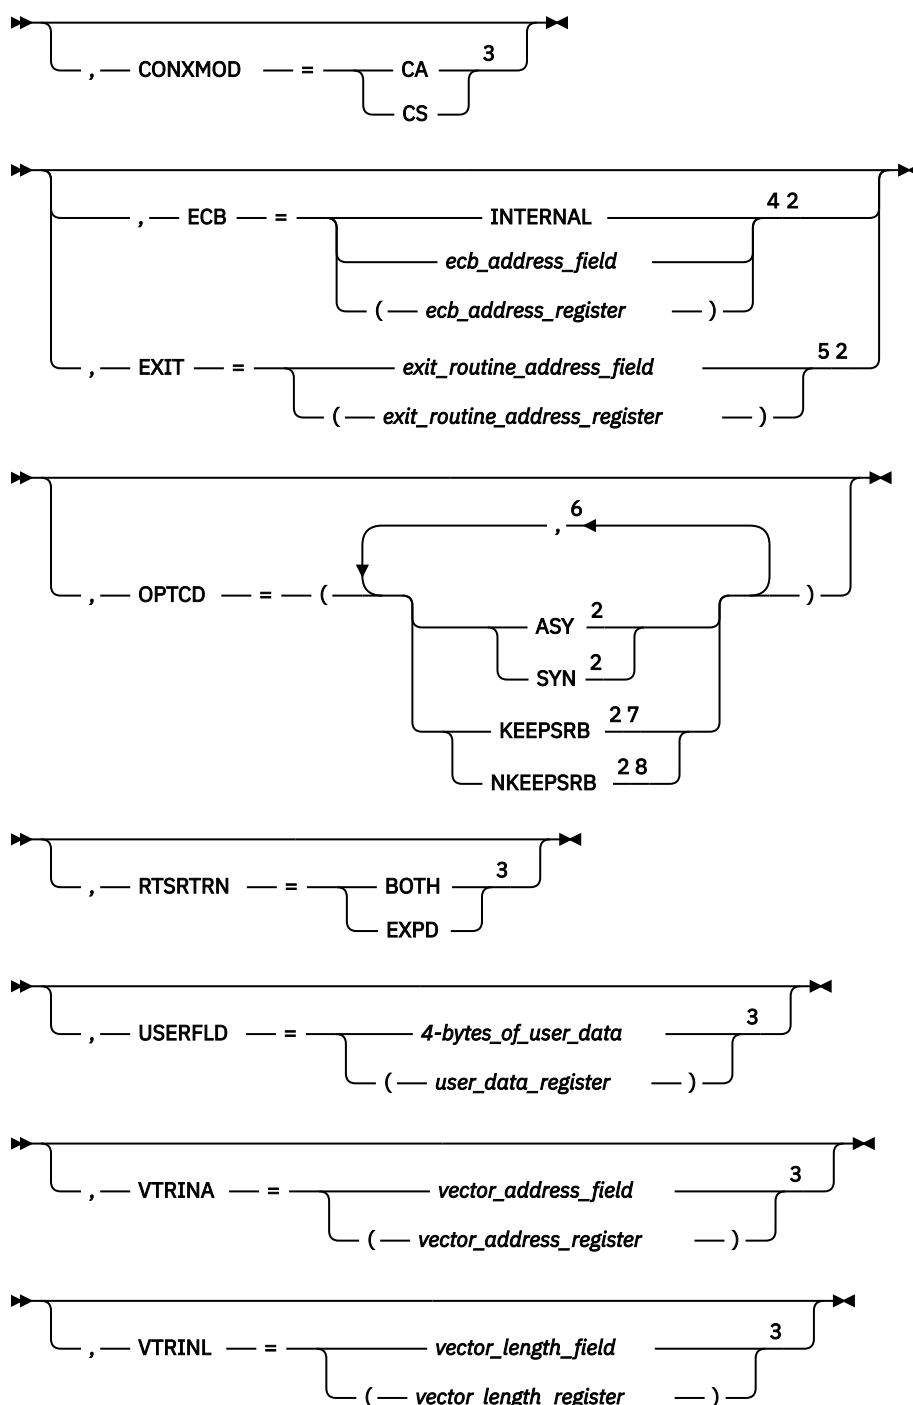 , CONXMOD = CA 3
CS
, ECB = INTERNAL 4 2
ecb_address_field
( ecb_address_register )
, EXIT = exit_routine_address_field 5 2
( exit_routine_address_register )
, 6
, OPTCD = ( )
ASY 2
SYN 2
KEEPSRB 2 7
NKEEPSRB 2 8
, RTSRTRN = BOTH 3
EXPD
, USERFLD = 4-bytes_of_user_data 3
( user_data_register )
, VTRINA = vector_address_field 3
( vector_address_register )
, VTRINL = vector_length_field 3
( vector_length_register )